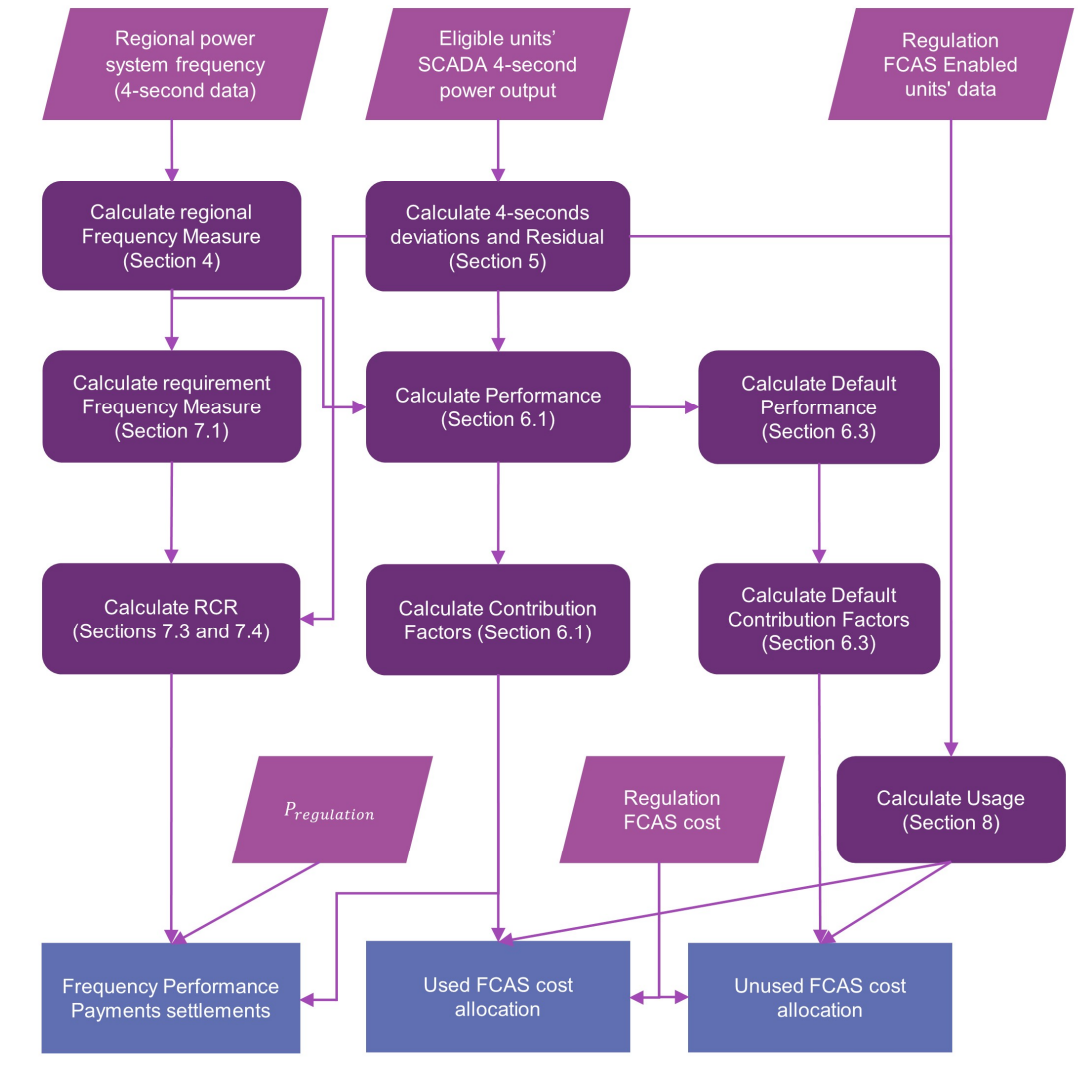 Regional power
system frequency
(4-second data)
Eligible units’
SCADA 4-second
power output
Regulation
FCAS Enabled
units' data
Calculate regional
Frequency Measure
(Section 4)
Calculate 4-seconds
deviations and Residual
(Section 5)
Calculate requirement
Frequency Measure
(Section 7.1)
Calculate Performance
(Section 6.1)
Calculate Default
Performance
(Section 6.3)
Calculate RCR
(Sections 7.3 and 7.4)
Calculate Contribution
Factors (Section 6.1)
Calculate Default
Contribution Factors
(Section 6.3)
P_regulation
Regulation
FCAS cost
Calculate Usage
(Section 8)
Frequency Performance
Payments settlements
Used FCAS cost
allocation
Unused FCAS cost
allocation